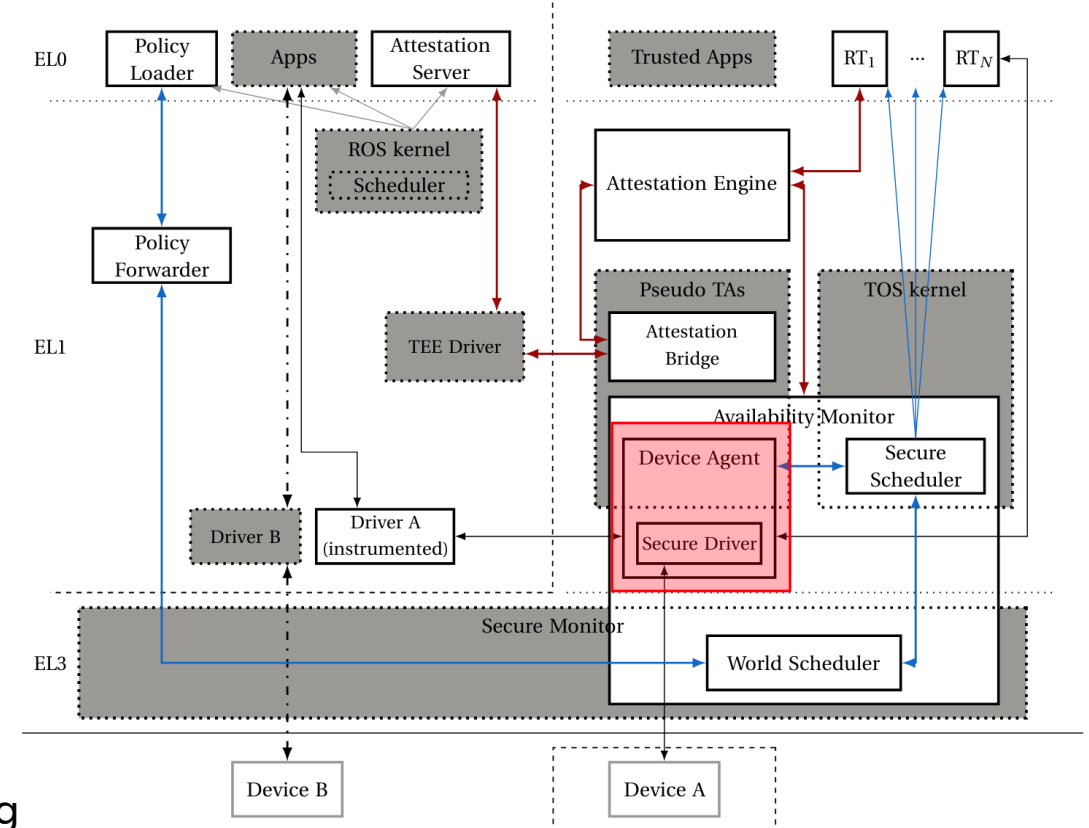 EL0
Policy
Loader
Apps
Attestation
Server
Trusted Apps
RT1
...
RTN
ROS kernel
Scheduler
Attestation Engine
Policy
Forwarder
EL1
TEE Driver
Pseudo TAs
Attestation
Bridge
TOS kernel
Availability Monitor
Device Agent
Secure
Scheduler
Driver B
Driver A
(instrumented)
Secure Driver
Secure Monitor
EL3
World Scheduler
Device B
Device A
g